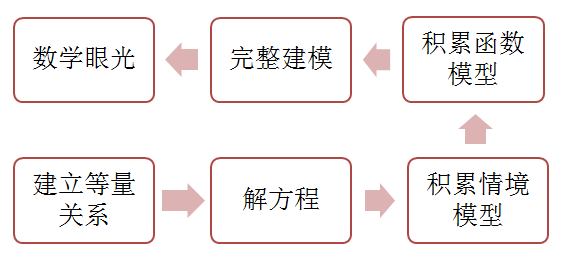 数学眼光
完整建模
积累函数
模型
建立等量
关系
解方程
积累情境
模型